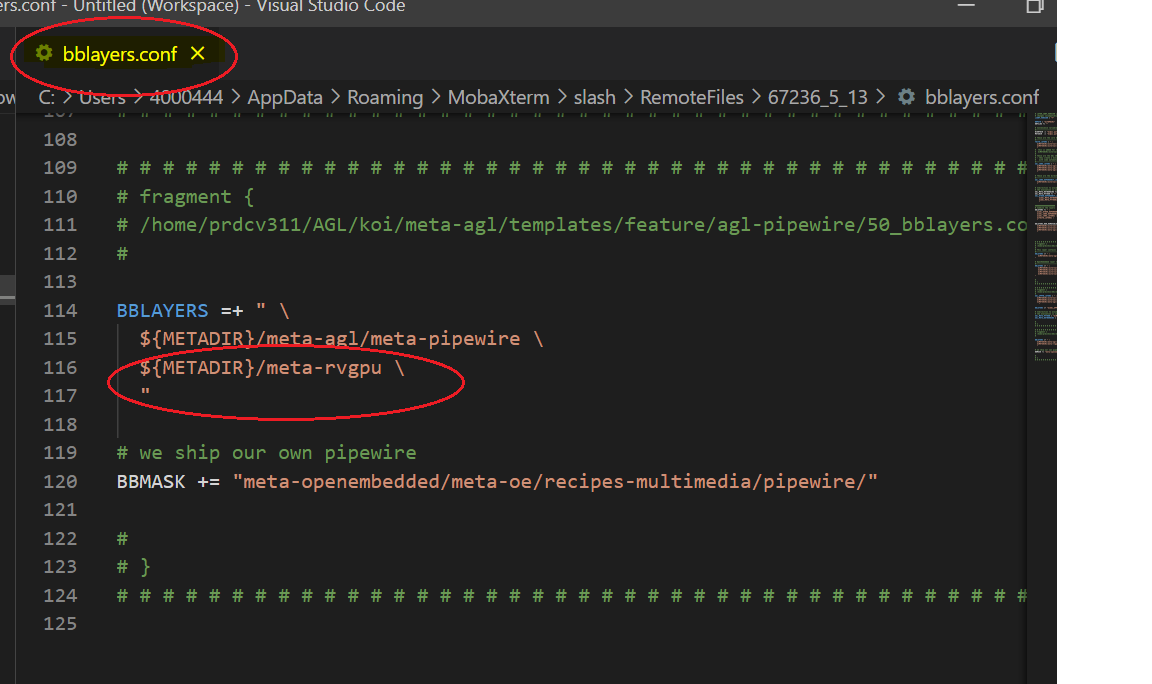 ers.conf - Untitled (Workspace) - Visual Studio Code
bblayers.conf
C: > Users > 4000444 > AppData > Roaming > MobaXterm > slash > RemoteFiles > 67236_5_13 > bblayers.conf
107 # # # # # # # # # # # # # # # # # # # # # # # # # # # # # # # # # # # # # # # #
108
109 # # # # # # # # # # # # # # # # # # # # # # # # # # # # # # # # # # # # # # # #
110 # fragment {
111 # /home/prdcv311/AGL/koi/meta-agl/templates/feature/agl-pipewire/50_bblayers.co
112 #
113
114 BBLAYERS =+ " \
115 ${METADIR}/meta-agl/meta-pipewire \
116 ${METADIR}/meta-rvgpu \
117 "
118
119 # we ship our own pipewire
120 BBMASK += "meta-openembedded/meta-oe/recipes-multimedia/pipewire/"
121
122 #
123 # }
124 # # # # # # # # # # # # # # # # # # # # # # # # # # # # # # # # # # # # # # # #
125